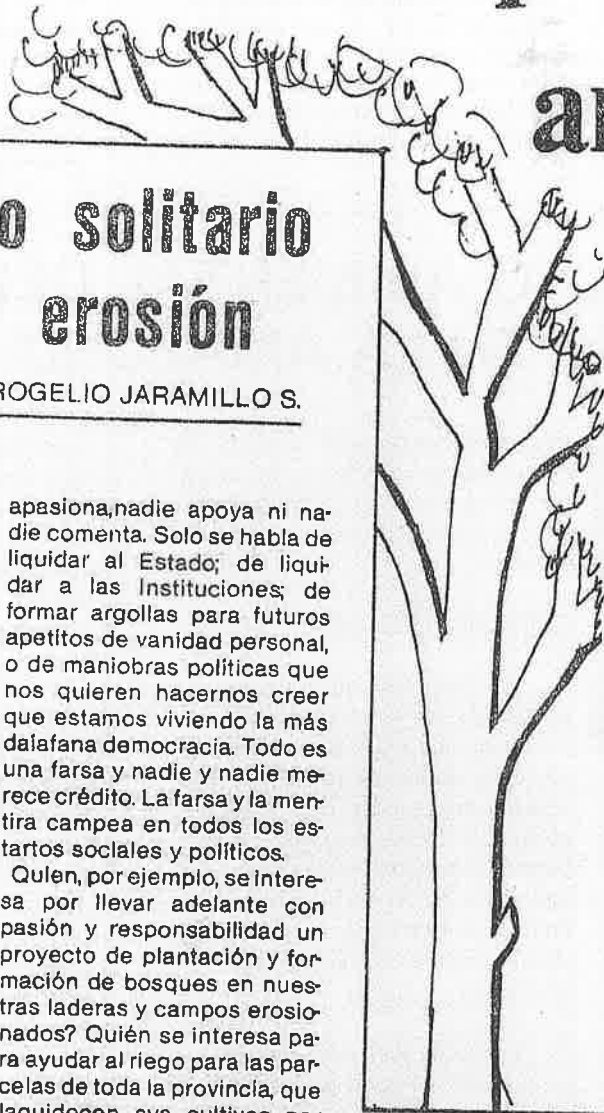 ar
o solitario
erosión
ROGELIO JARAMILLO S.
apasiona,nadie apoya ni na-
die comenta. Solo se habla de
liquidar al Estado; de liqui-
dar a las Instituciones; de
formar argollas para futuros
apetitos de vanidad personal,
o de maniobras políticas que
nos quieren hacernos creer
que estamos viviendo la más
dalafana democracia. Todo es
una farsa y nadie y nadie me-
rece crédito. La farsa y la men-
tira campea en todos los es-
tartos sociales y políticos.
Quien, por ejemplo, se intere-
sa por llevar adelante con
pasión y responsabilidad un
proyecto de plantación y for-
mación de bosques en nues-
tras laderas y campos erosio-
nados? Quién se interesa pa-
ra ayudar al riego para las par-
celas de toda la provincia, que